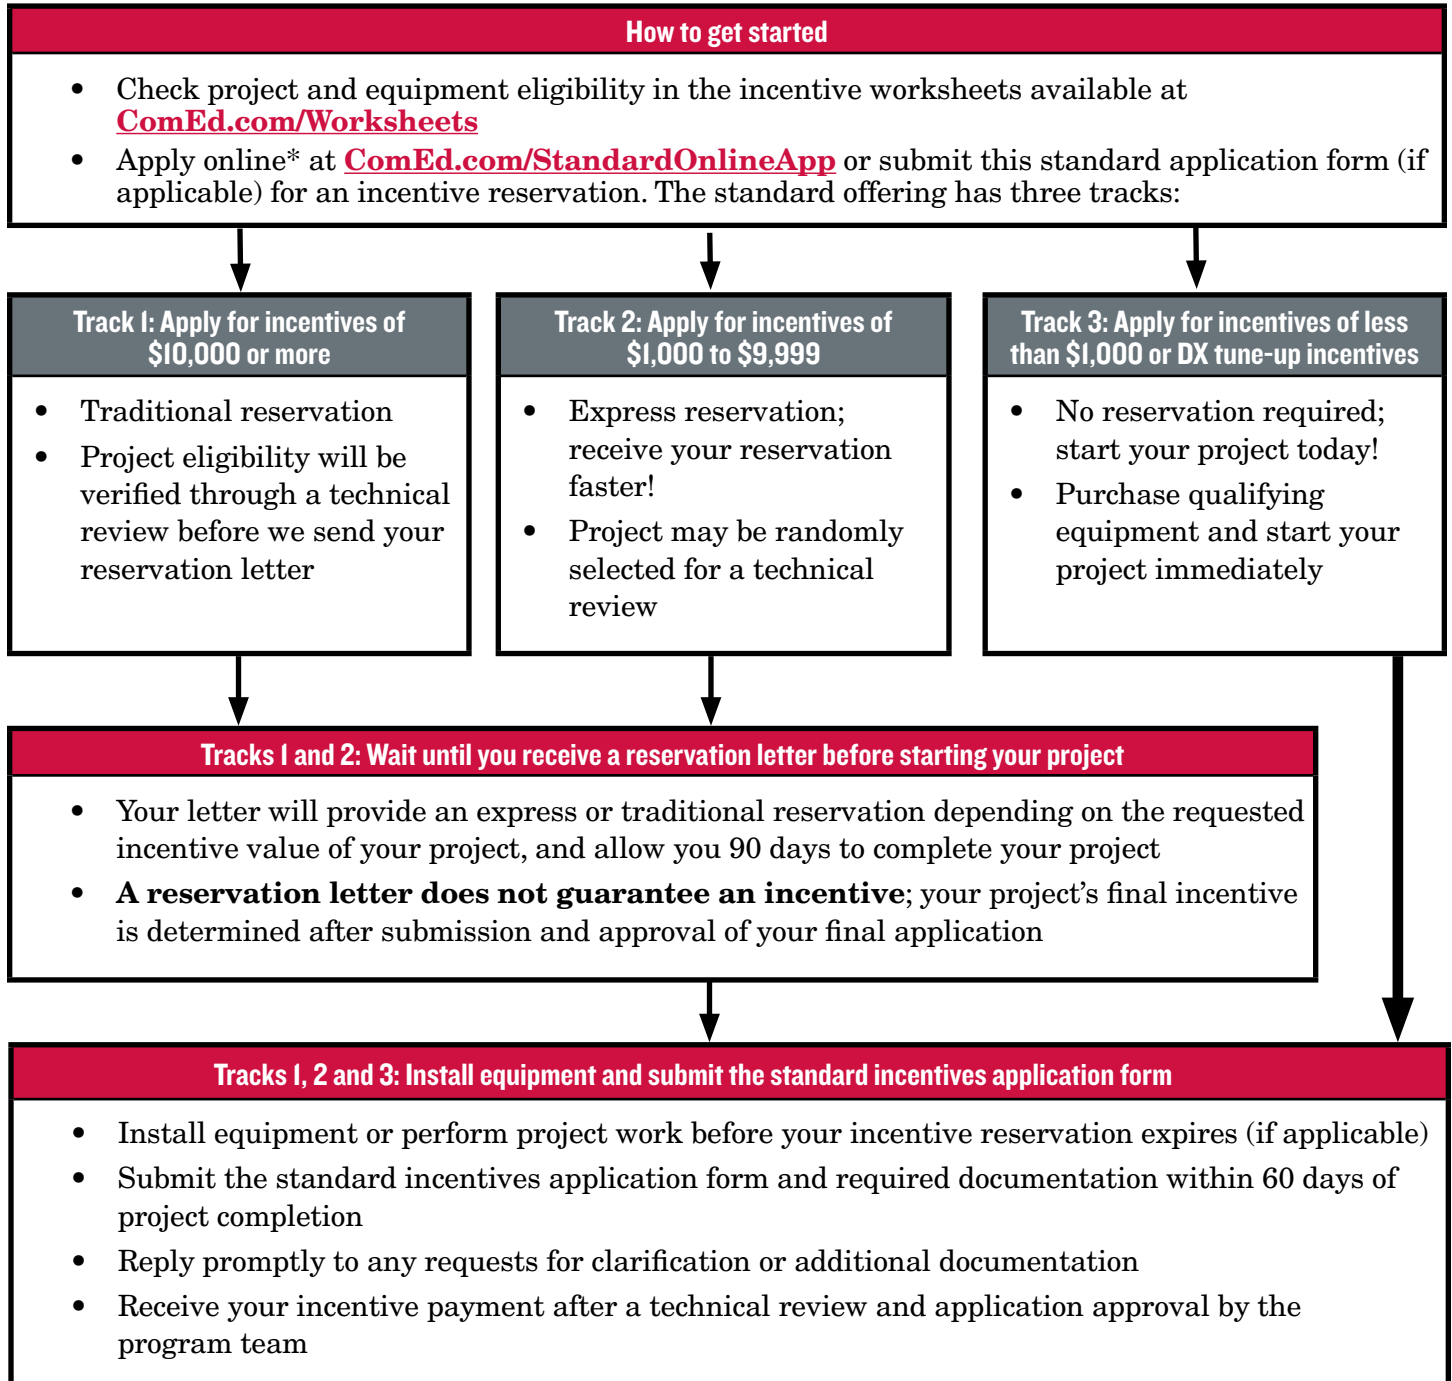 How to get started
• Check project and equipment eligibility in the incentive worksheets available at
ComEd.com/Worksheets
• Apply online* at ComEd.com/StandardOnlineApp or submit this standard application form (if
applicable) for an incentive reservation. The standard offering has three tracks:
Track 1: Apply for incentives of
$10,000 or more
• Traditional reservation
• Project eligibility will be
verified through a technical
review before we send your
reservation letter
Track 2: Apply for incentives of
$1,000 to $9,999
• Express reservation;
receive your reservation
faster!
• Project may be randomly
selected for a technical
review
Track 3: Apply for incentives of less
than $1,000 or DX tune-up incentives
• No reservation required;
start your project today!
• Purchase qualifying
equipment and start your
project immediately
Tracks 1 and 2: Wait until you receive a reservation letter before starting your project
• Your letter will provide an express or traditional reservation depending on the requested
incentive value of your project, and allow you 90 days to complete your project
• A reservation letter does not guarantee an incentive; your project's final incentive
is determined after submission and approval of your final application
Tracks 1, 2 and 3: Install equipment and submit the standard incentives application form
• Install equipment or perform project work before your incentive reservation expires (if applicable)
• Submit the standard incentives application form and required documentation within 60 days of
project completion
• Reply promptly to any requests for clarification or additional documentation
• Receive your incentive payment after a technical review and application approval by the
program team